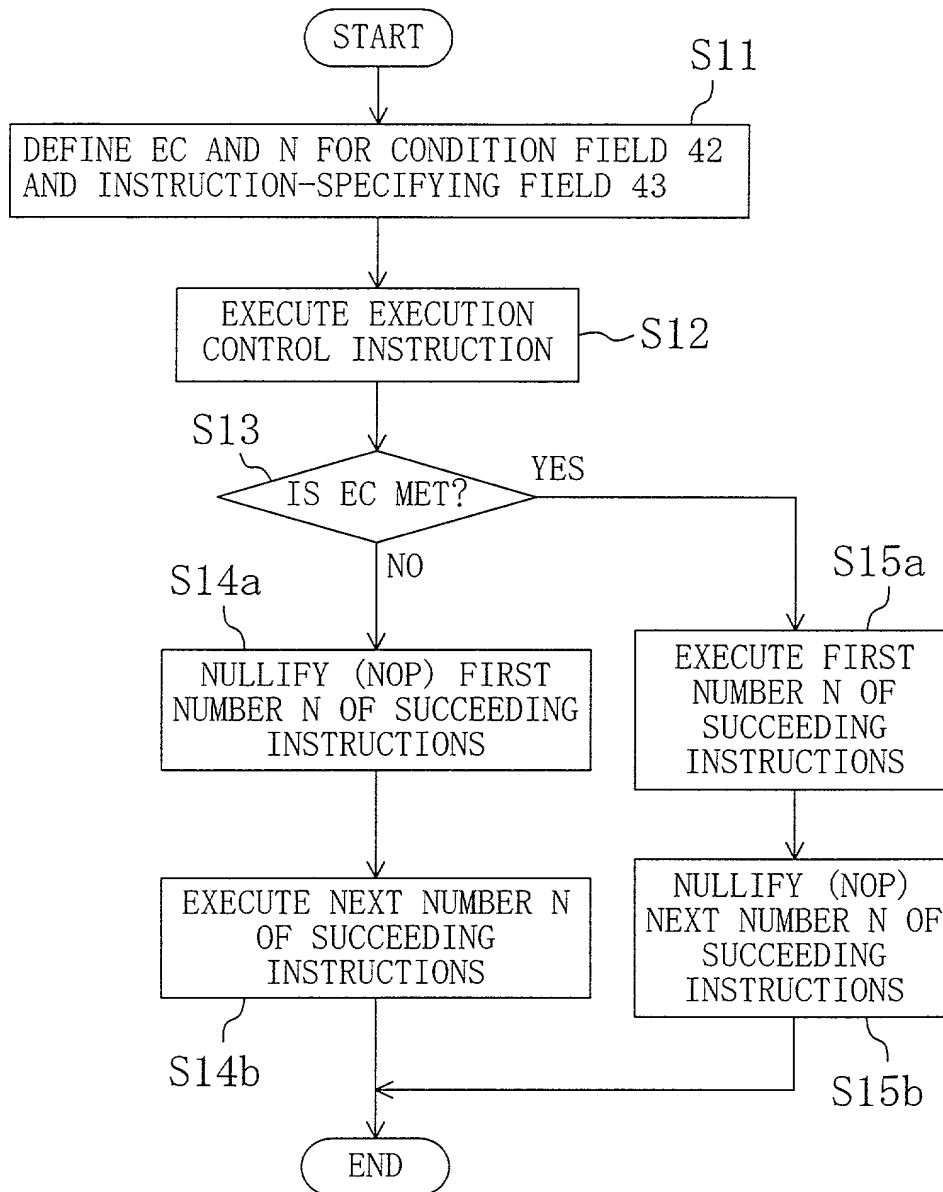 START
S11
DEFINE EC AND N FOR CONDITION FIELD 42
AND INSTRUCTION-SPECIFYING FIELD 43
EXECUTE EXECUTION
CONTROL INSTRUCTION
S12
S13
IS EC MET?
YES
NO
S14a
NULLIFY (NOP) FIRST
NUMBER N OF SUCCEEDING
INSTRUCTIONS
S15a
EXECUTE FIRST
NUMBER N OF
SUCCEEDING
INSTRUCTIONS
EXECUTE NEXT NUMBER N
OF SUCCEEDING
INSTRUCTIONS
S14b
NULLIFY (NOP)
NEXT NUMBER N OF
SUCCEEDING
INSTRUCTIONS
S15b
END